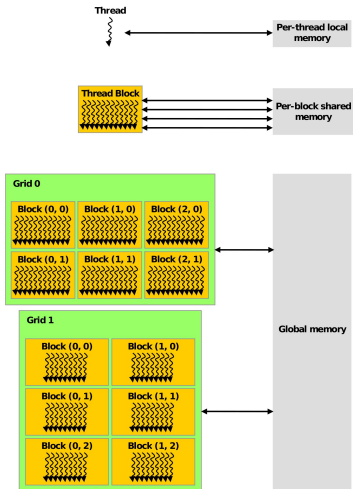 Thread
Per-thread local
memory
Thread Block
Per-block shared
memory
Grid 0
Block (0, 0) Block (1, 0) Block (2, 0)
Block (0, 1) Block (1, 1) Block (2, 1)
Grid 1
Global memory
Block (0, 0) Block (1, 0)
Block (0, 1) Block (1, 1)
Block (0, 2) Block (1, 2)